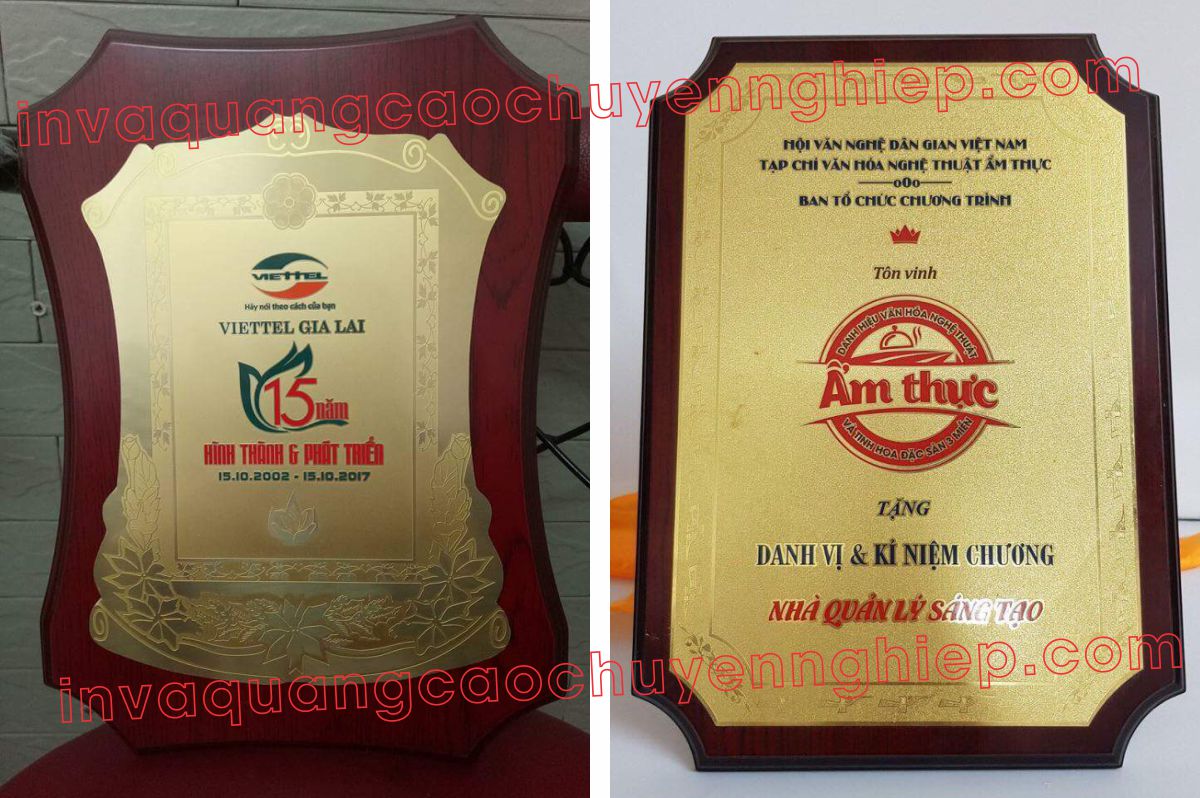 invaquangcaochuyennghiep.com
VIETTEL
Hãy nói theo cách của bạn
VIETTEL GIA LAI
15 năm
HÌNH THÀNH & PHÁT TRIỂN
15.10.2002 - 15.10.2017
HỘI VĂN NGHỆ DÂN GIAN VIỆT NAM
TẠP CHÍ VĂN HÓA NGHỆ THUẬT ẨM THỰC
o0o
BAN TỔ CHỨC CHƯƠNG TRÌNH
Tôn vinh
DANH HIỆU VĂN HÓA NGHỆ THUẬT
Ẩm thực
VÀ TINH HOA ĐẶC SẢN 3 MIỀN
TẶNG
DANH VỊ & KỈ NIỆM CHƯƠNG
NHÀ QUẢN LÝ SÁNG TẠO
invaquangcaochuyennghiep.com